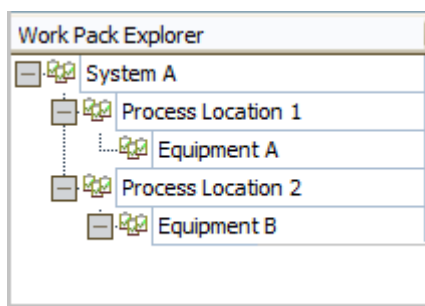 Work Pack Explorer
System A
Process Location 1
Equipment A
Process Location 2
Equipment B